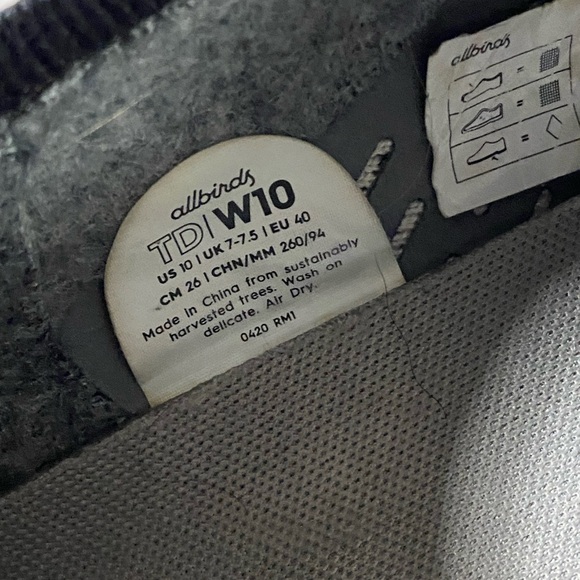 allbirds
TD|W10
US 10 | UK 7-7.5 | EU 40
CM 26 | CHN/MM 260/94
Made in China from sustainably
harvested trees. Wash on
delicate. Air Dry.
0420 RM1
allbirds
=
=
=